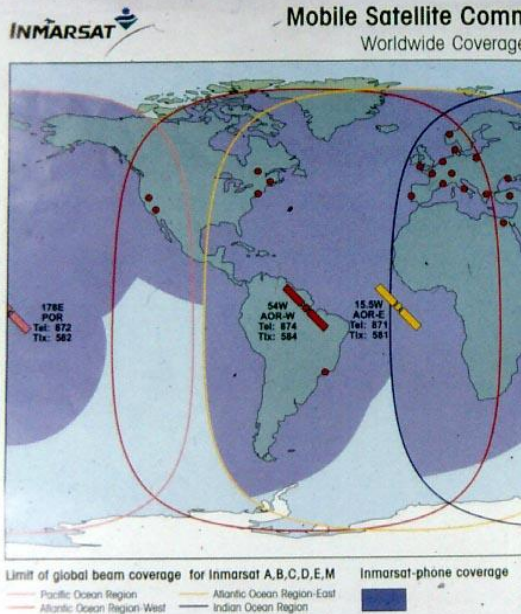 INMARSAT
Mobile Satellite Comm
Worldwide Coverage
178E
POR
Tel: 872
Tlx: 582
54W
AOR-W
Tel: 874
Tlx: 584
15.5W
AOR-E
Tel: 871
Tlx: 581
Limit of global beam coverage for Inmarsat A,B,C,D,E,M
Pacific Ocean Region
Atlantic Ocean Region-West
Atlantic Ocean Region-East
Indian Ocean Region
Inmarsat-phone coverage